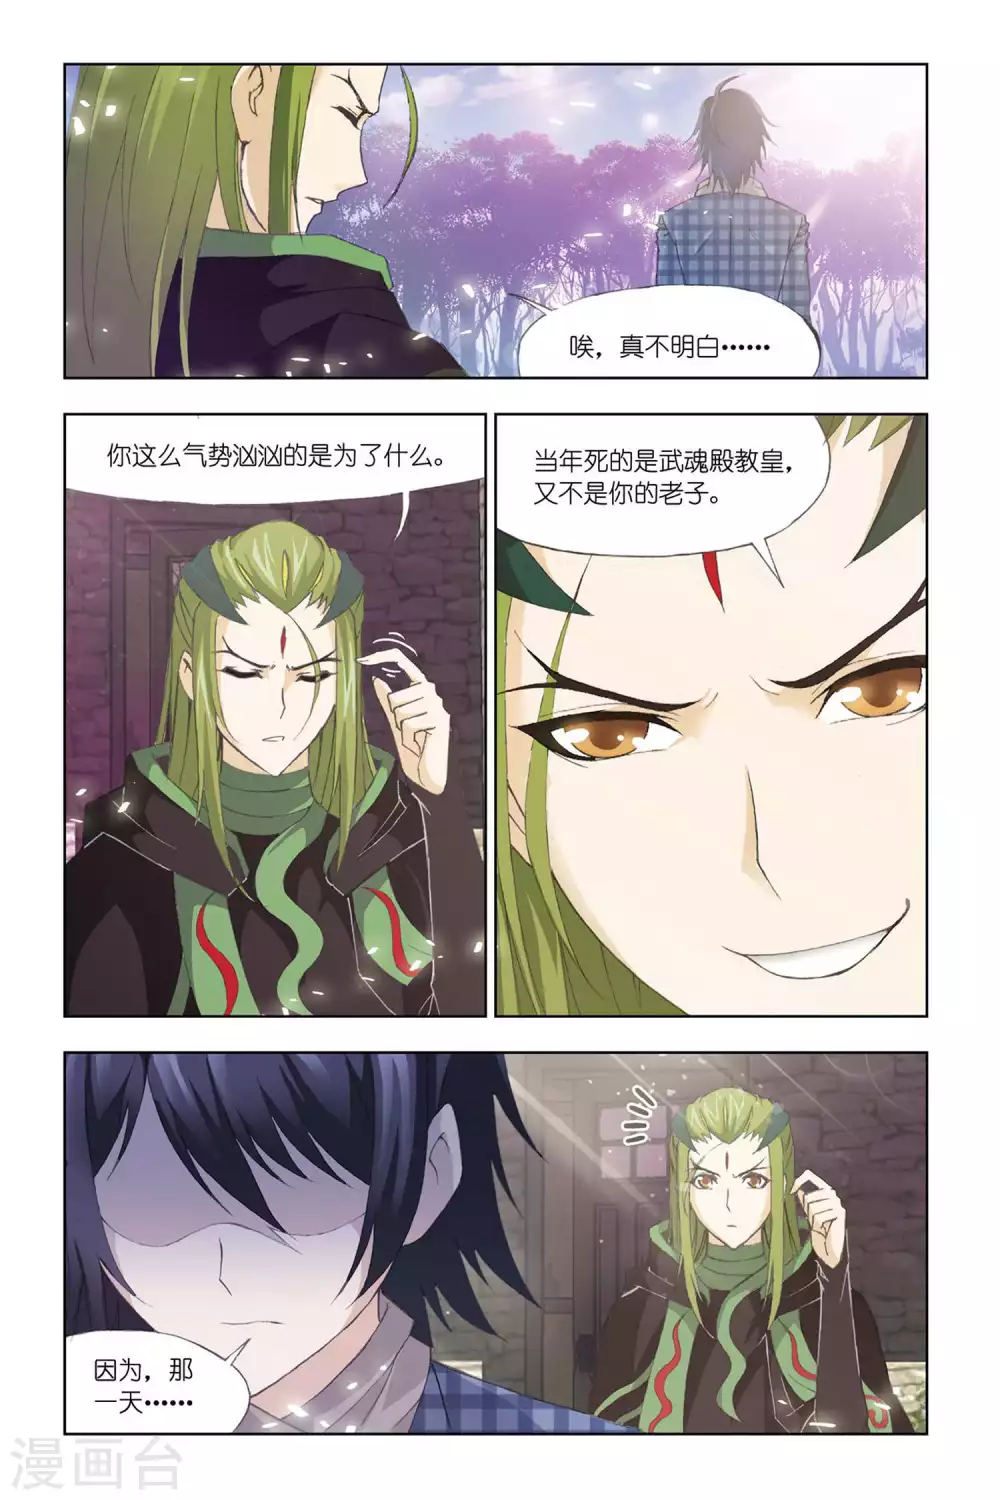 唉，真不明白……
你这么气势汹汹的是为了什么。
当年死的是武魂殿教皇，
又不是你的老子。
因为，那
一天……
漫画台